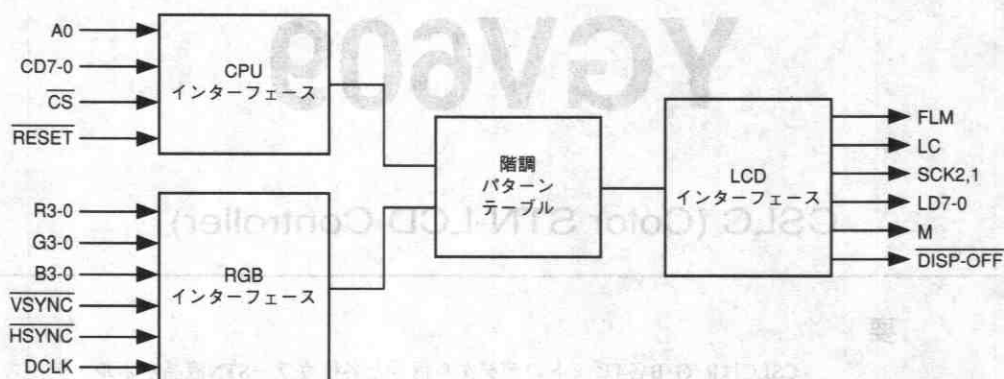 A0
CD7-0
CS
RESET
CPU
インターフェース
R3-0
G3-0
B3-0
VSYNC
HSYNC
DCLK
RGB
インターフェース
階調
パターン
テーブル
LCD
インターフェース
FLM
LC
SCK2,1
LD7-0
M
DISP-OFF
YGV609
CSLC (Color STN-LCD-Controller)